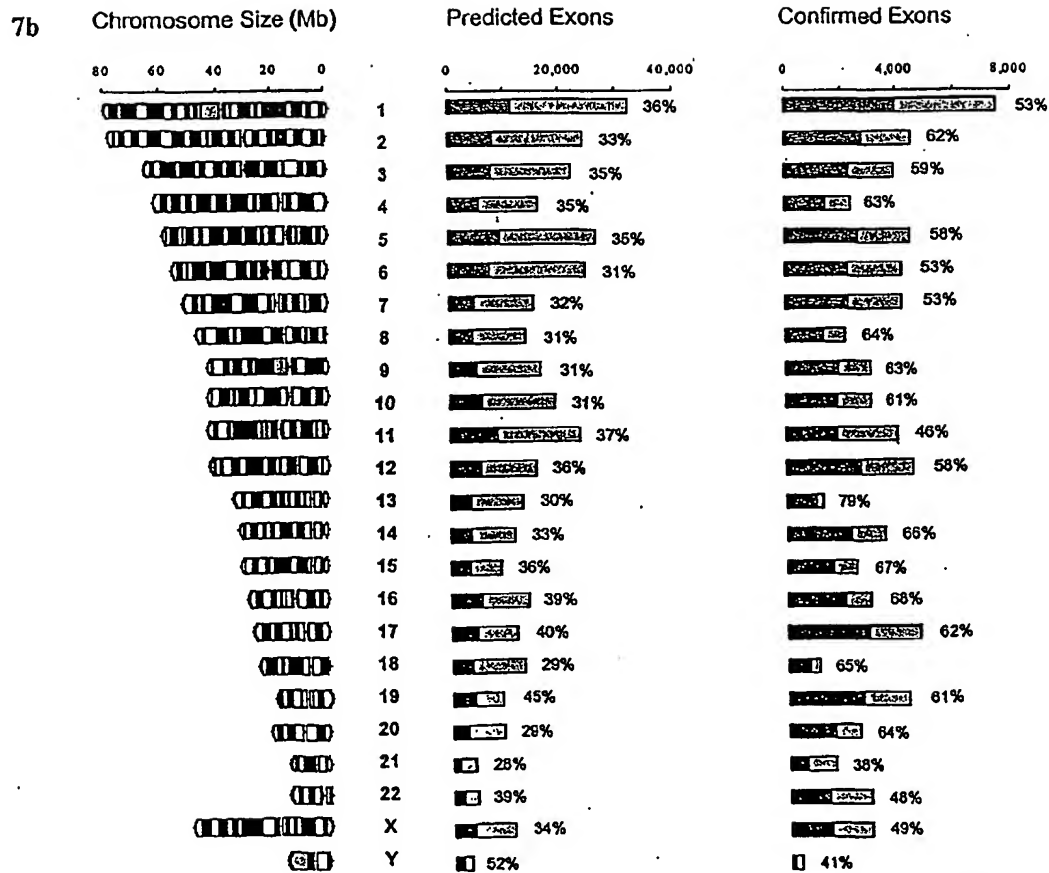 7b
Chromosome Size (Mb) Predicted Exons Confirmed Exons
80 60 40 20 0 0 20,000 40,000 0 4,000 8,000
1 36% 53%
2 33% 62%
3 35% 59%
4 35% 63%
5 35% 58%
6 31% 53%
7 32% 53%
8 31% 64%
9 31% 63%
10 31% 61%
11 37% 46%
12 36% 58%
13 30% 79%
14 33% 66%
15 36% 67%
16 39% 68%
17 40% 62%
18 29% 65%
19 45% 61%
20 29% 64%
21 28% 38%
22 39% 48%
X 34% 49%
Y 52% 41%